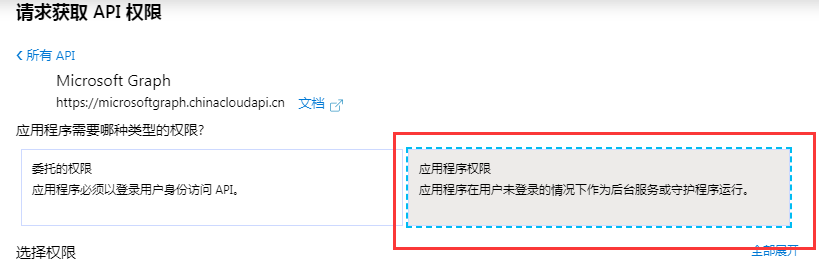 请求获取 API 权限
所有 API
Microsoft Graph
https://microsoftgraph.chinacloudapi.cn 文档
应用程序需要哪种类型的权限?
委托的权限
应用程序必须以登录用户身份访问 API。
应用程序权限
应用程序在用户未登录的情况下作为后台服务或守护程序运行。
选择权限
全部展开